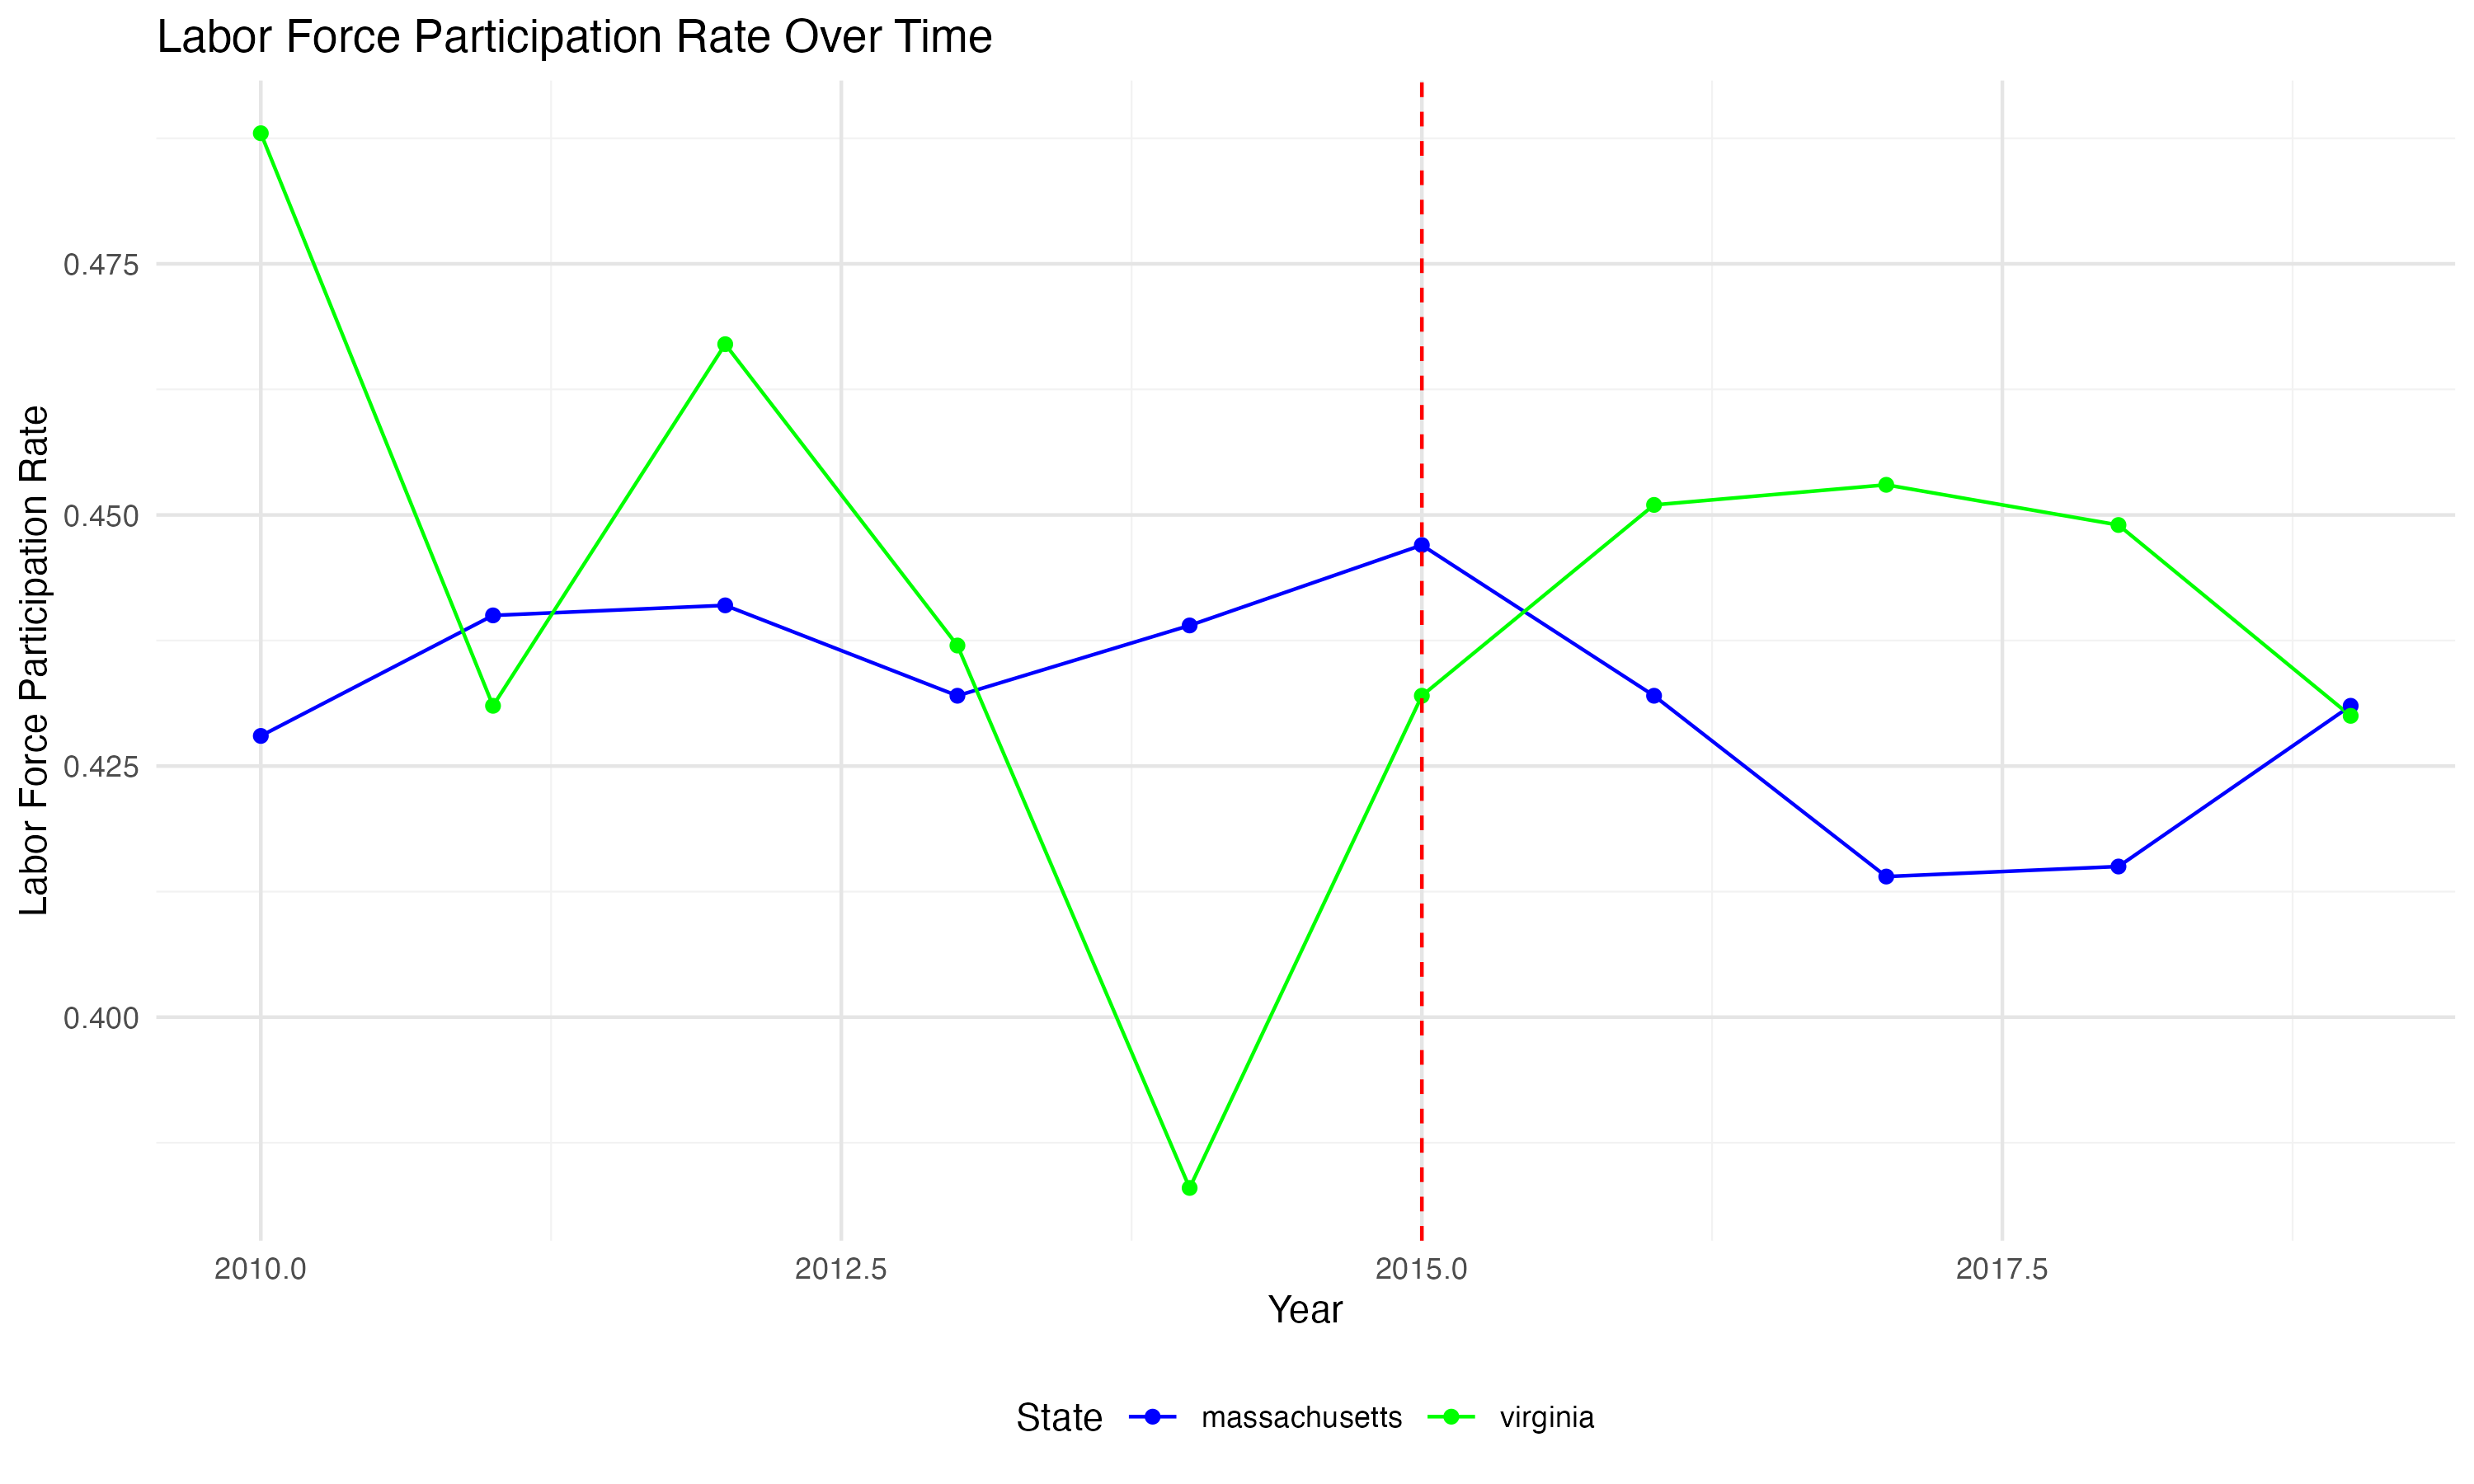 Labor Force Participation Rate Over Time
Labor Force Participation Rate
0.475
0.450
0.425
0.400
2010.0 2012.5 2015.0 2017.5
Year
State massachusetts virginia